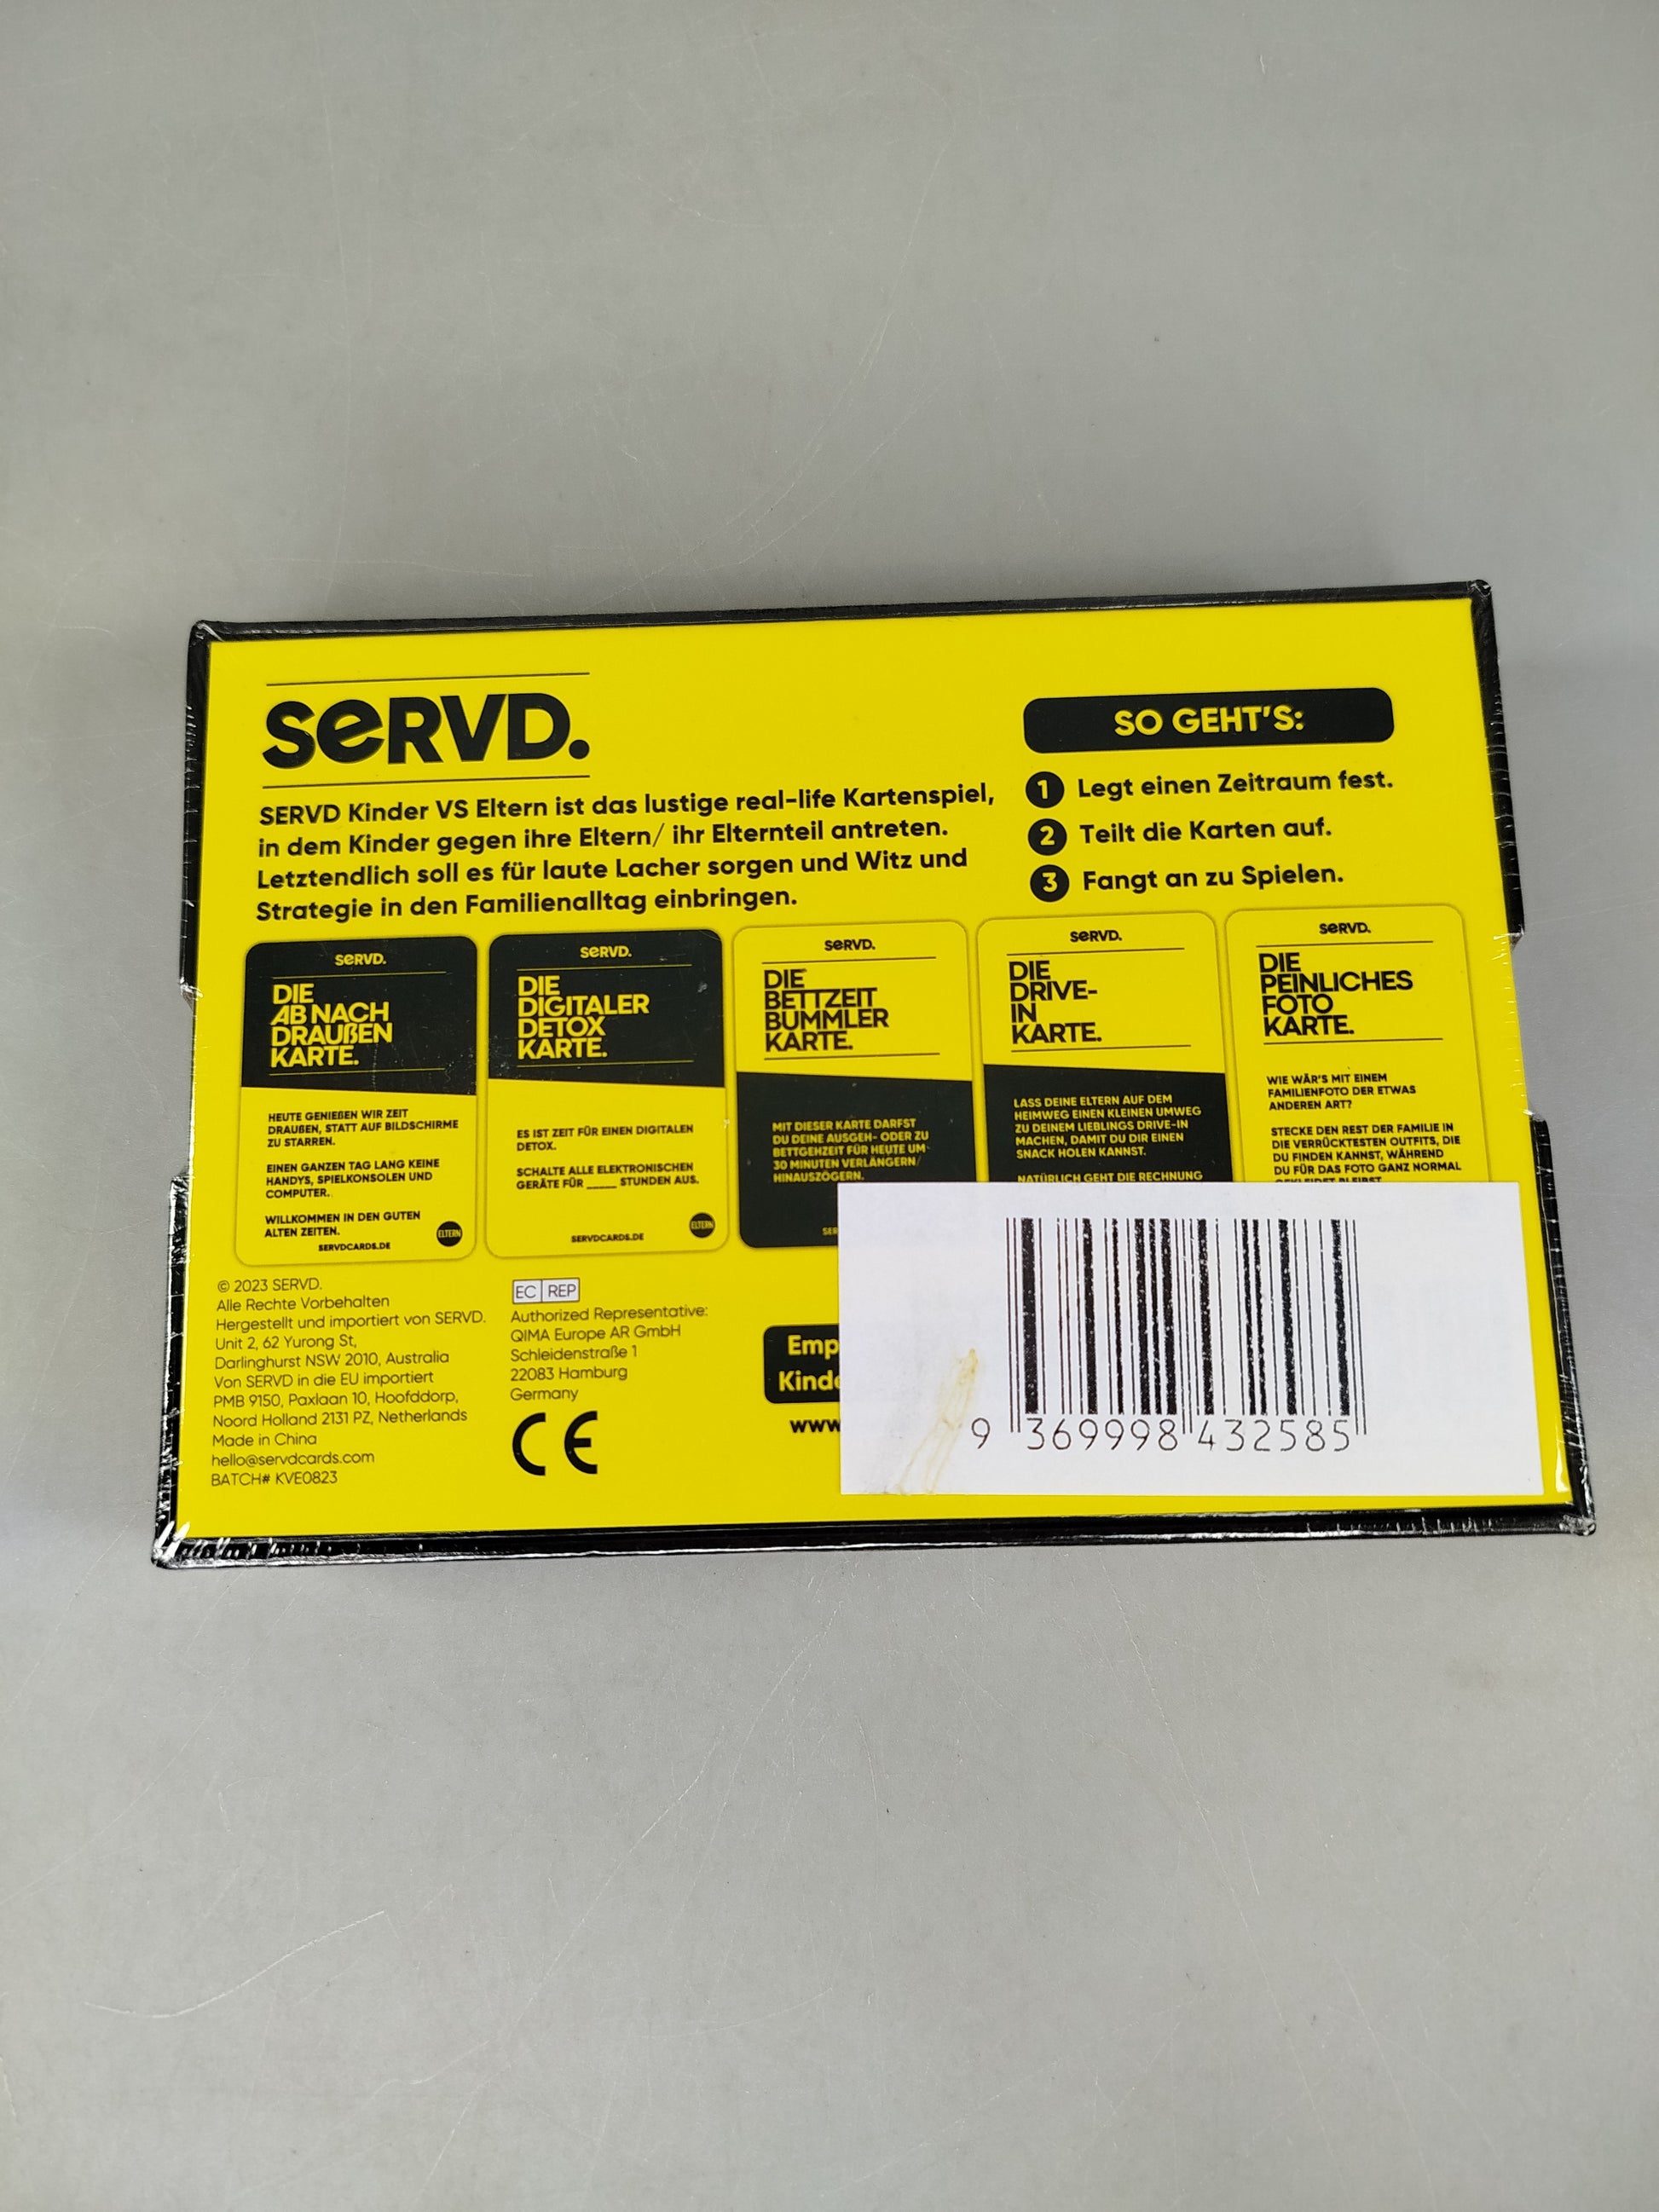 SERVD.
SERVD Kinder VS Eltern ist das lustige real-life Kartenspiel,
in dem Kinder gegen ihre Eltern/ ihr Elternteil antreten.
Letztendlich soll es für laute Lacher sorgen und Witz und
Strategie in den Familienalltag einbringen.
SO GEHT'S:
1 Legt einen Zeitraum fest.
2 Teilt die Karten auf.
3 Fangt an zu Spielen.
SERVD.
DIE
AB NACH
DRAUßEN
KARTE.
HEUTE GENIEßEN WIR ZEIT
DRAUßEN, STATT AUF BILDSCHIRME
ZU STARREN.
EINEN GANZEN TAG LANG KEINE
HANDYS, SPIELKONSOLEN UND
COMPUTER.
WILLKOMMEN IN DEN GUTEN
ALTEN ZEITEN.
ELTERN
SERVDCARDS.DE
SERVD.
DIE
DIGITALER
DETOX
KARTE.
ES IST ZEIT FÜR EINEN DIGITALEN
DETOX.
SCHALTE ALLE ELEKTRONISCHEN
GERÄTE FÜR _____ STUNDEN AUS.
ELTERN
SERVDCARDS.DE
SERVD.
DIE
BETTZEIT
BUMMLER
KARTE.
MIT DIESER KARTE DARFST
DU DEINE AUSGEH- ODER ZU
BETTGEHZEIT FÜR HEUTE UM
30 MINUTEN VERLÄNGERN/
HINAUSZÖGERN.
SERVD.
DIE
DRIVE-
IN
KARTE.
LASS DEINE ELTERN AUF DEM
HEIMWEG EINEN KLEINEN UMWEG
ZU DEINEM LIEBLINGS DRIVE-IN
MACHEN, DAMIT DU DIR EINEN
SNACK HOLEN KANNST.
NATÜRLICH GEHT DIE RECHNUNG
SERVD.
DIE
PEINLICHES
FOTO
KARTE.
WIE WÄR'S MIT EINEM
FAMILIENFOTO DER ETWAS
ANDEREN ART?
STECKE DEN REST DER FAMILIE IN
DIE VERRÜCKTESTEN OUTFITS, DIE
DU FINDEN KANNST, WÄHREND
DU FÜR DAS FOTO GANZ NORMAL
© 2023 SERVD.
Alle Rechte Vorbehalten
Hergestellt und importiert von SERVD.
Unit 2, 62 Yurong St,
Darlinghurst NSW 2010, Australia
Von SERVD in die EU importiert
PMB 9150, Paxlaan 10, Hoofddorp,
Noord Holland 2131 PZ, Netherlands
Made in China
hello@servdcards.com
BATCH# KVE0823
EC REP
Authorized Representative:
QIMA Europe AR GmbH
Schleidenstraße 1
22083 Hamburg
Germany
CE
Emp
Kind
www
9 369998 432585